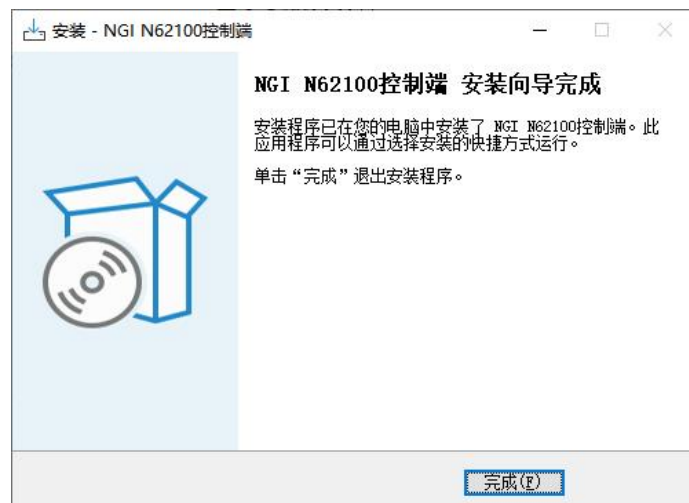 安装 - NGI N62100控制端
NGI N62100控制端 安装向导完成
安装程序已在您的电脑中安装了 NGI N62100控制端。此
应用程序可以通过选择安装的快捷方式运行。
单击“完成”退出安装程序。
完成(F)